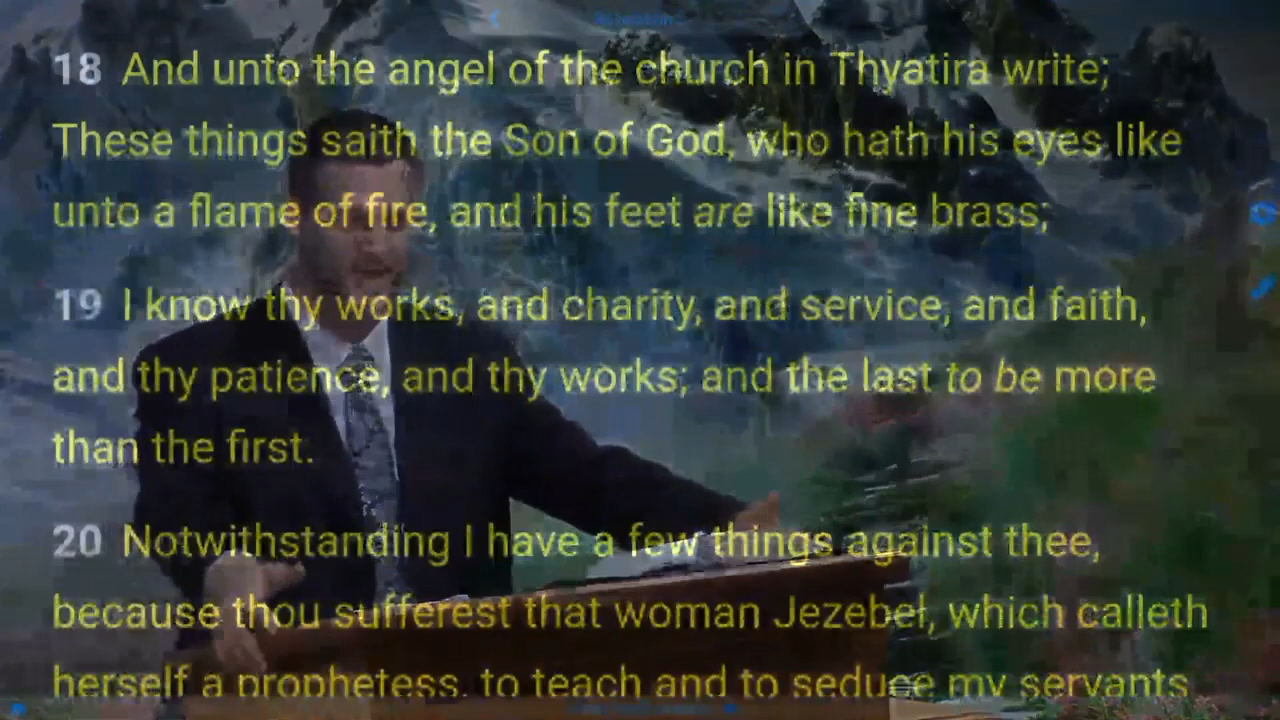 18 And unto the angel of the church in Thyatira write;
These things saith the Son of God, who hath his eyes like
unto a flame of fire, and his feet are like fine brass;
19 I know thy works, and charity, and service, and faith,
and thy patience, and thy works; and the last to be more
than the first.
20 Notwithstanding I have a few things against thee,
because thou sufferest that woman Jezebel, which calleth
herself a prophetess, to teach and to seduce my servants